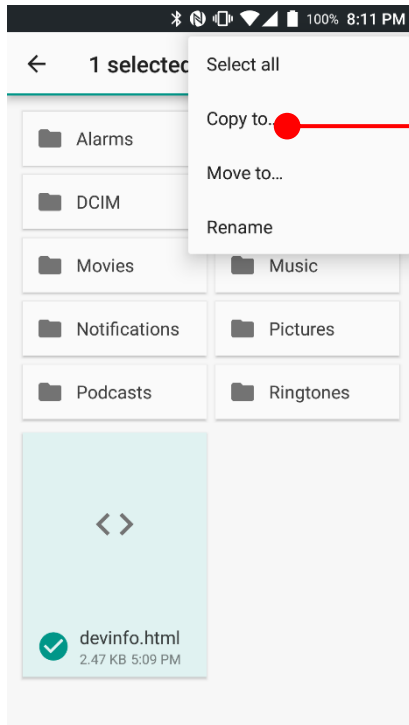 100% 8:11 PM
1 selected
Select all
Copy to..
Move to...
Rename
Alarms
DCIM
Movies
Music
Notifications
Pictures
Podcasts
Ringtones
devinfo.html
2.47 KB 5:09 PM